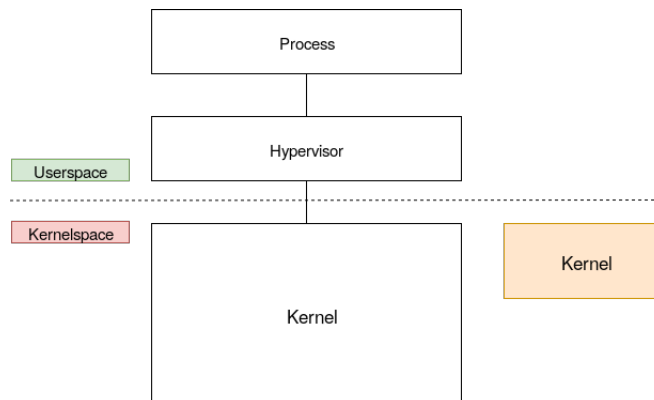 Process
Hypervisor
Userspace
Kernelspace
Kernel
Kernel